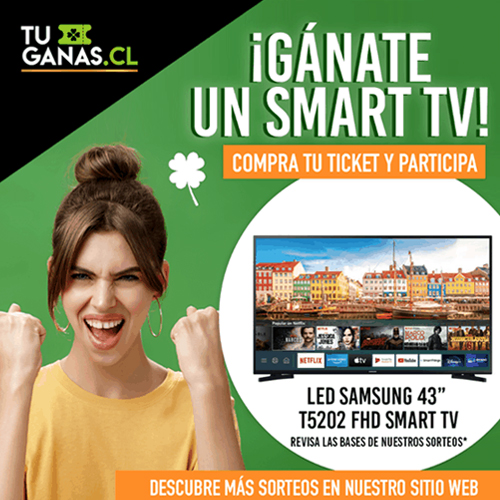 TU
GANAS.CL
¡GÁNATE
UN SMART TV!
COMPRA TU TICKET Y PARTICIPA
NETFLIX
LED SAMSUNG 43”
T5202 FHD SMART TV
REVISA LAS BASES DE NUESTROS SORTEOS*
DESCUBRE MÁS SORTEOS EN NUESTRO SITIO WEB